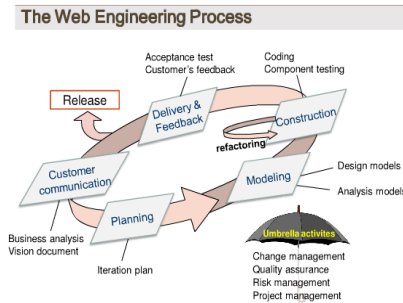 The Web Engineering Process
Acceptance test
Customer's feedback
Coding
Component testing
Release
Delivery &
Feedback
Construction
refactoring
Customer
communication
Modeling
Design models
Analysis models
Planning
Business analysis
Vision document
Iteration plan
Umbrella activites
Change management
Quality assurance
Risk management
Project management